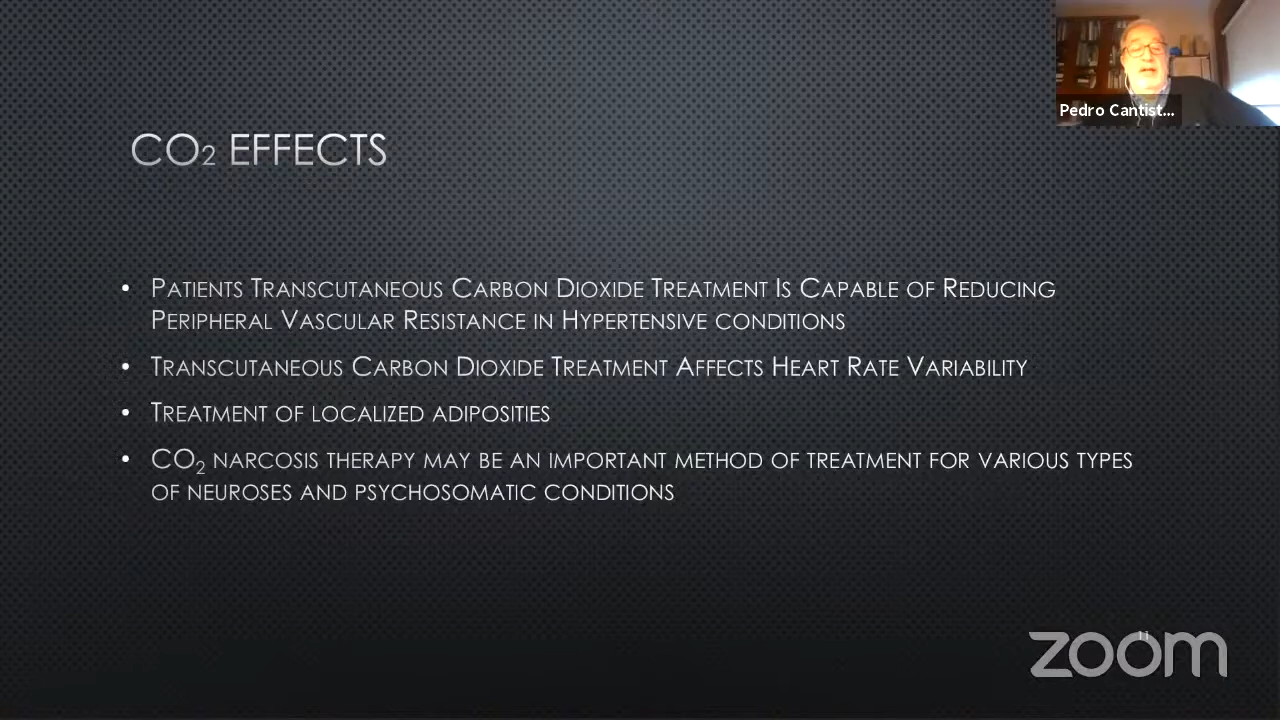 Pedro Cantist...
CO2 EFFECTS
• PATIENTS TRANSCUTANEOUS CARBON DIOXIDE TREATMENT IS CAPABLE OF REDUCING
PERIPHERAL VASCULAR RESISTANCE IN HYPERTENSIVE CONDITIONS
• TRANSCUTANEOUS CARBON DIOXIDE TREATMENT AFFECTS HEART RATE VARIABILITY
• TREATMENT OF LOCALIZED ADIPOSITIES
• CO2 NARCOSIS THERAPY MAY BE AN IMPORTANT METHOD OF TREATMENT FOR VARIOUS TYPES
OF NEUROSES AND PSYCHOSOMATIC CONDITIONS
11
zoom